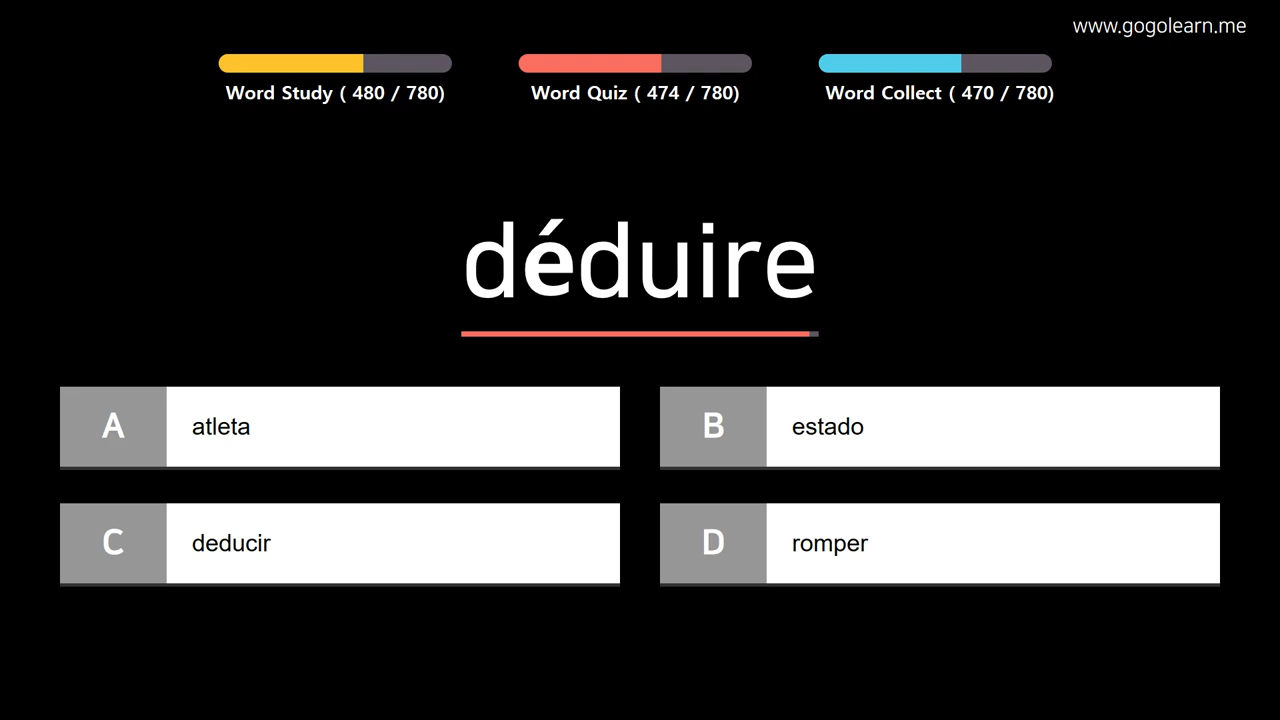 www.gogolearn.me
Word Study ( 480 / 780)
Word Quiz ( 474 / 780)
Word Collect ( 470 / 780)
déduire
A atleta
B estado
C deducir
D romper